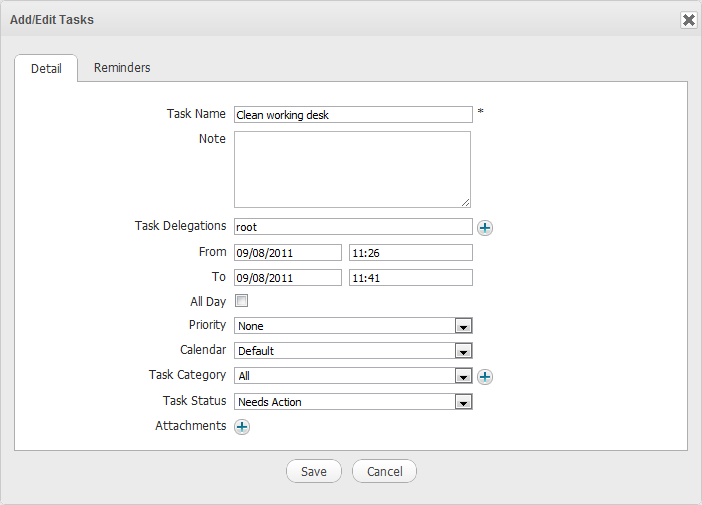 Add/Edit Tasks
Detail Reminders
Task Name Clean working desk *
Note
Task Delegations root
From 09/08/2011 11:26
To 09/08/2011 11:41
All Day
Priority None
Calendar Default
Task Category All
Task Status Needs Action
Attachments
Save Cancel